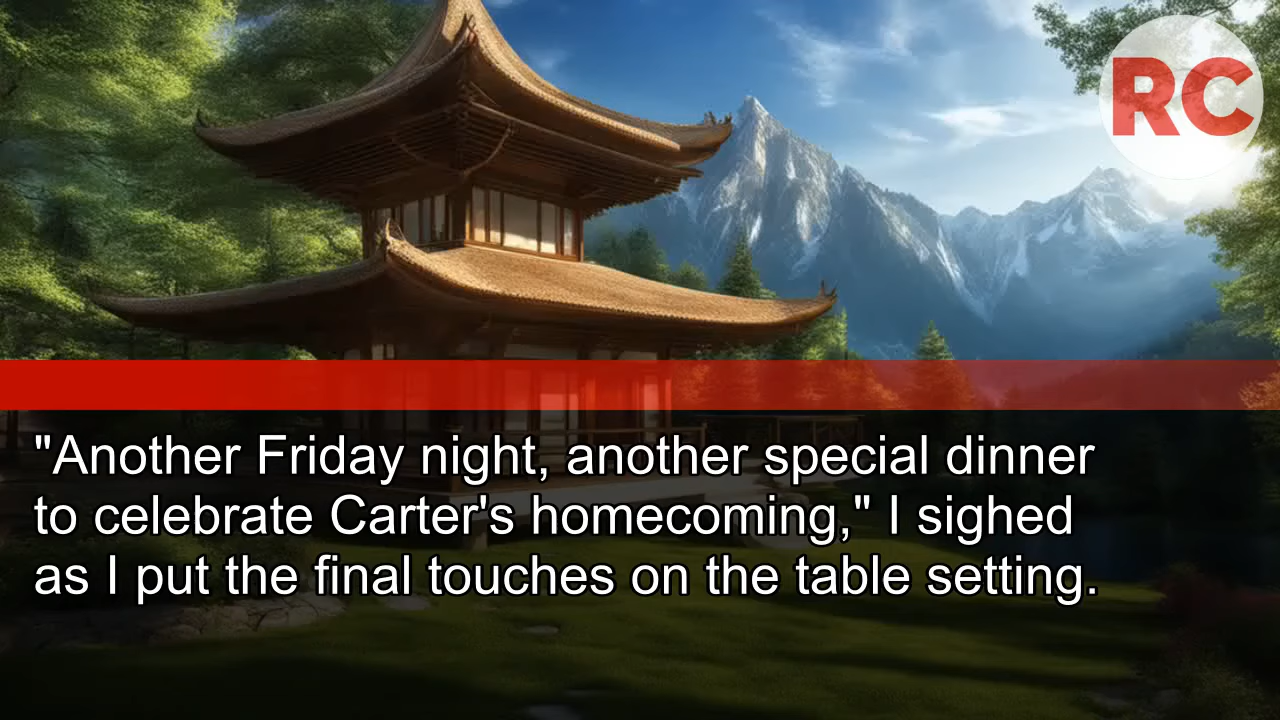 RC
"Another Friday night, another special dinner
to celebrate Carter's homecoming," I sighed
as I put the final touches on the table setting.